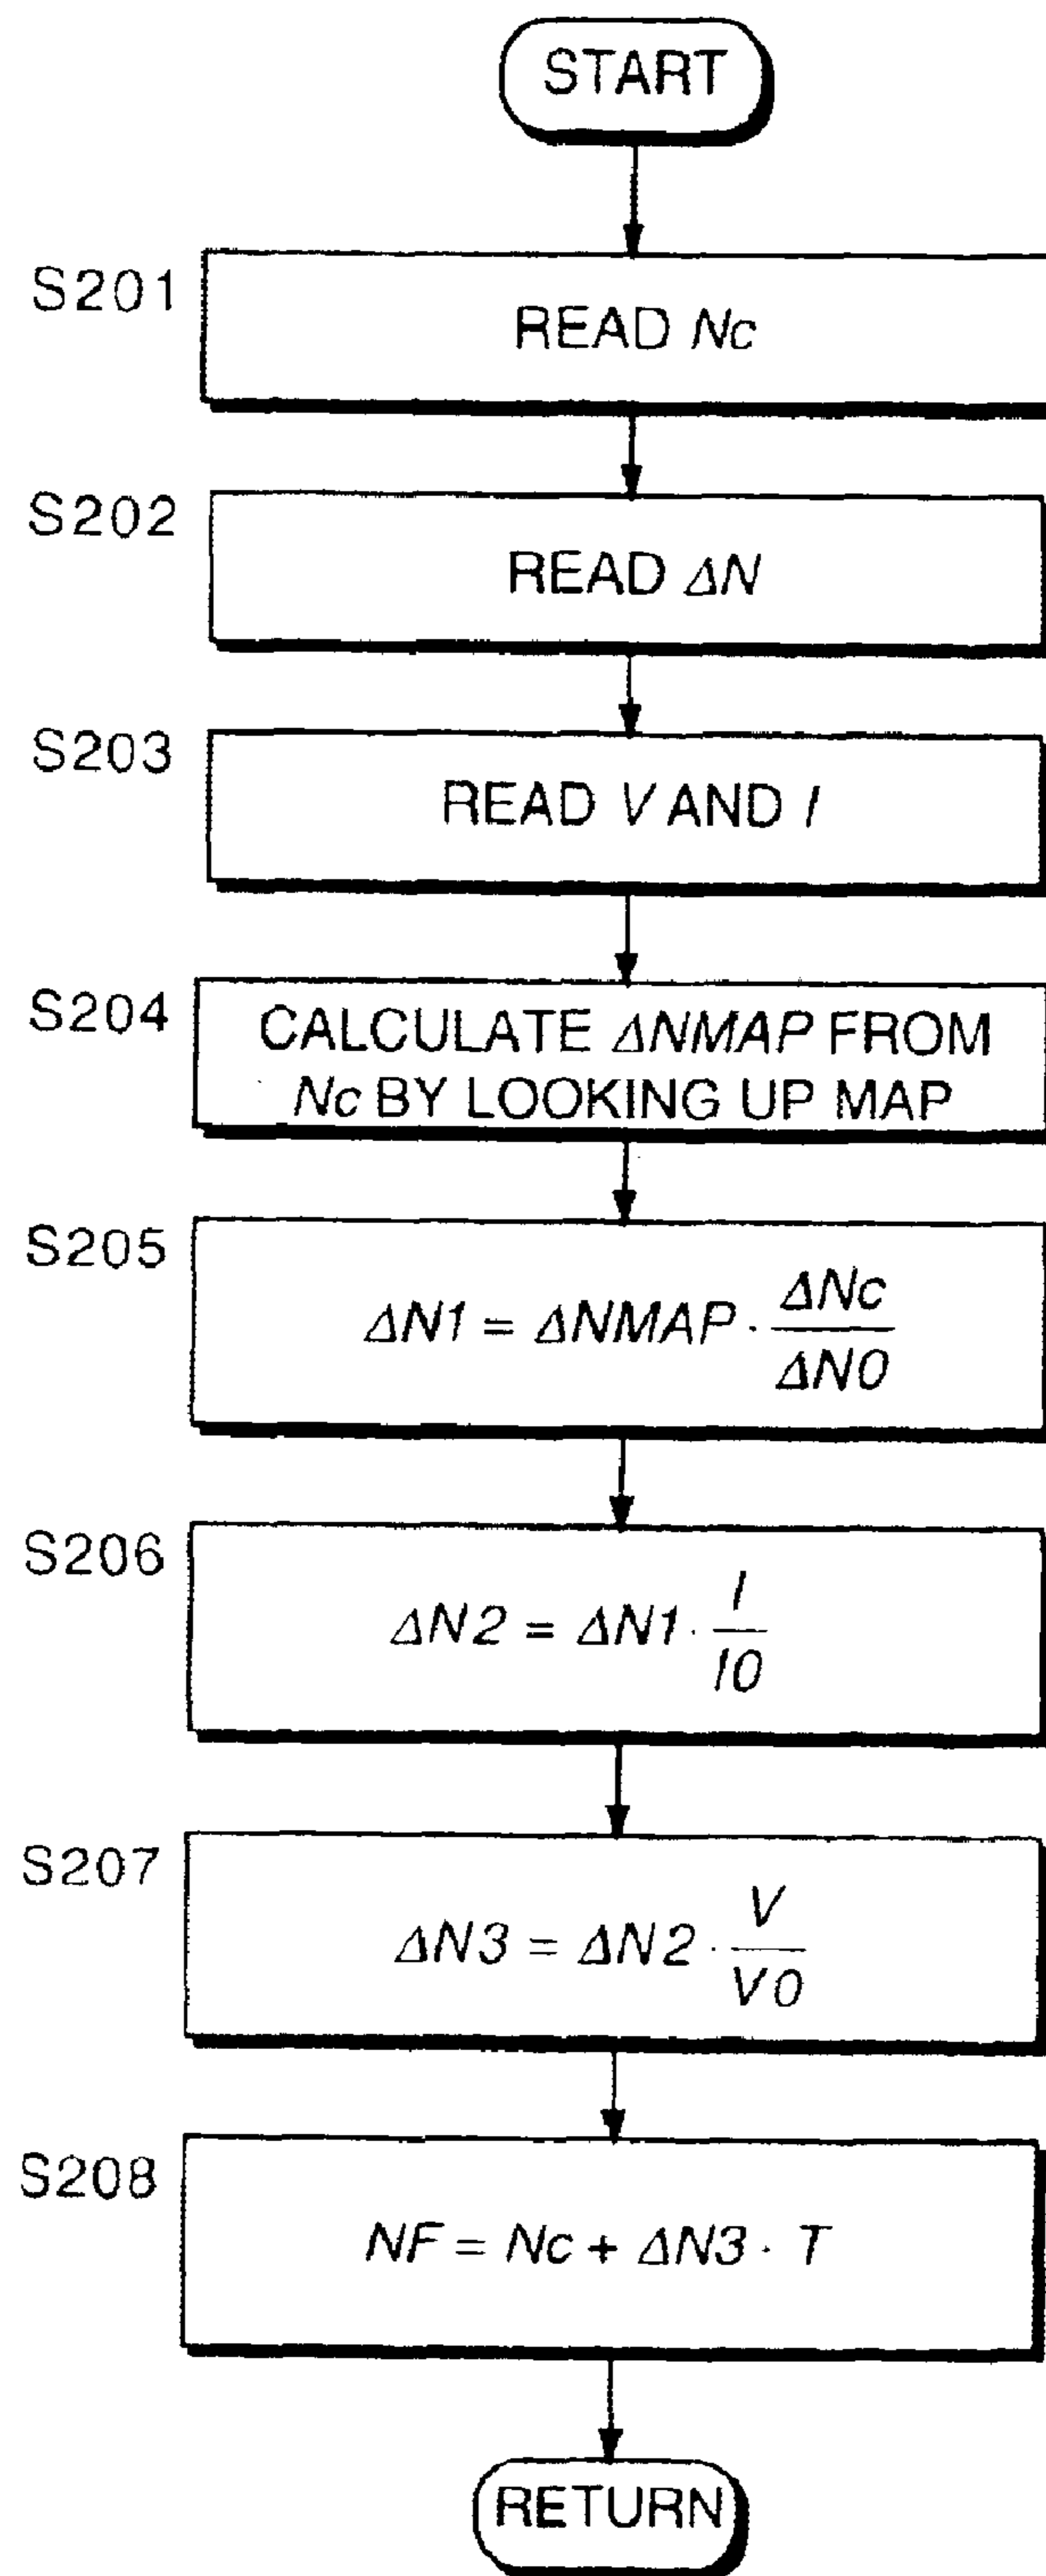 START
S201
READ Nc
S202
READ ΔN
S203
READ V AND I
S204
CALCULATE ΔNMAP FROM
Nc BY LOOKING UP MAP
S205
ΔN1 = ΔNMAP · ΔNc / ΔN0
S206
ΔN2 = ΔN1 · I / I0
S207
ΔN3 = ΔN2 · V / V0
S208
NF = Nc + ΔN3 · T
RETURN